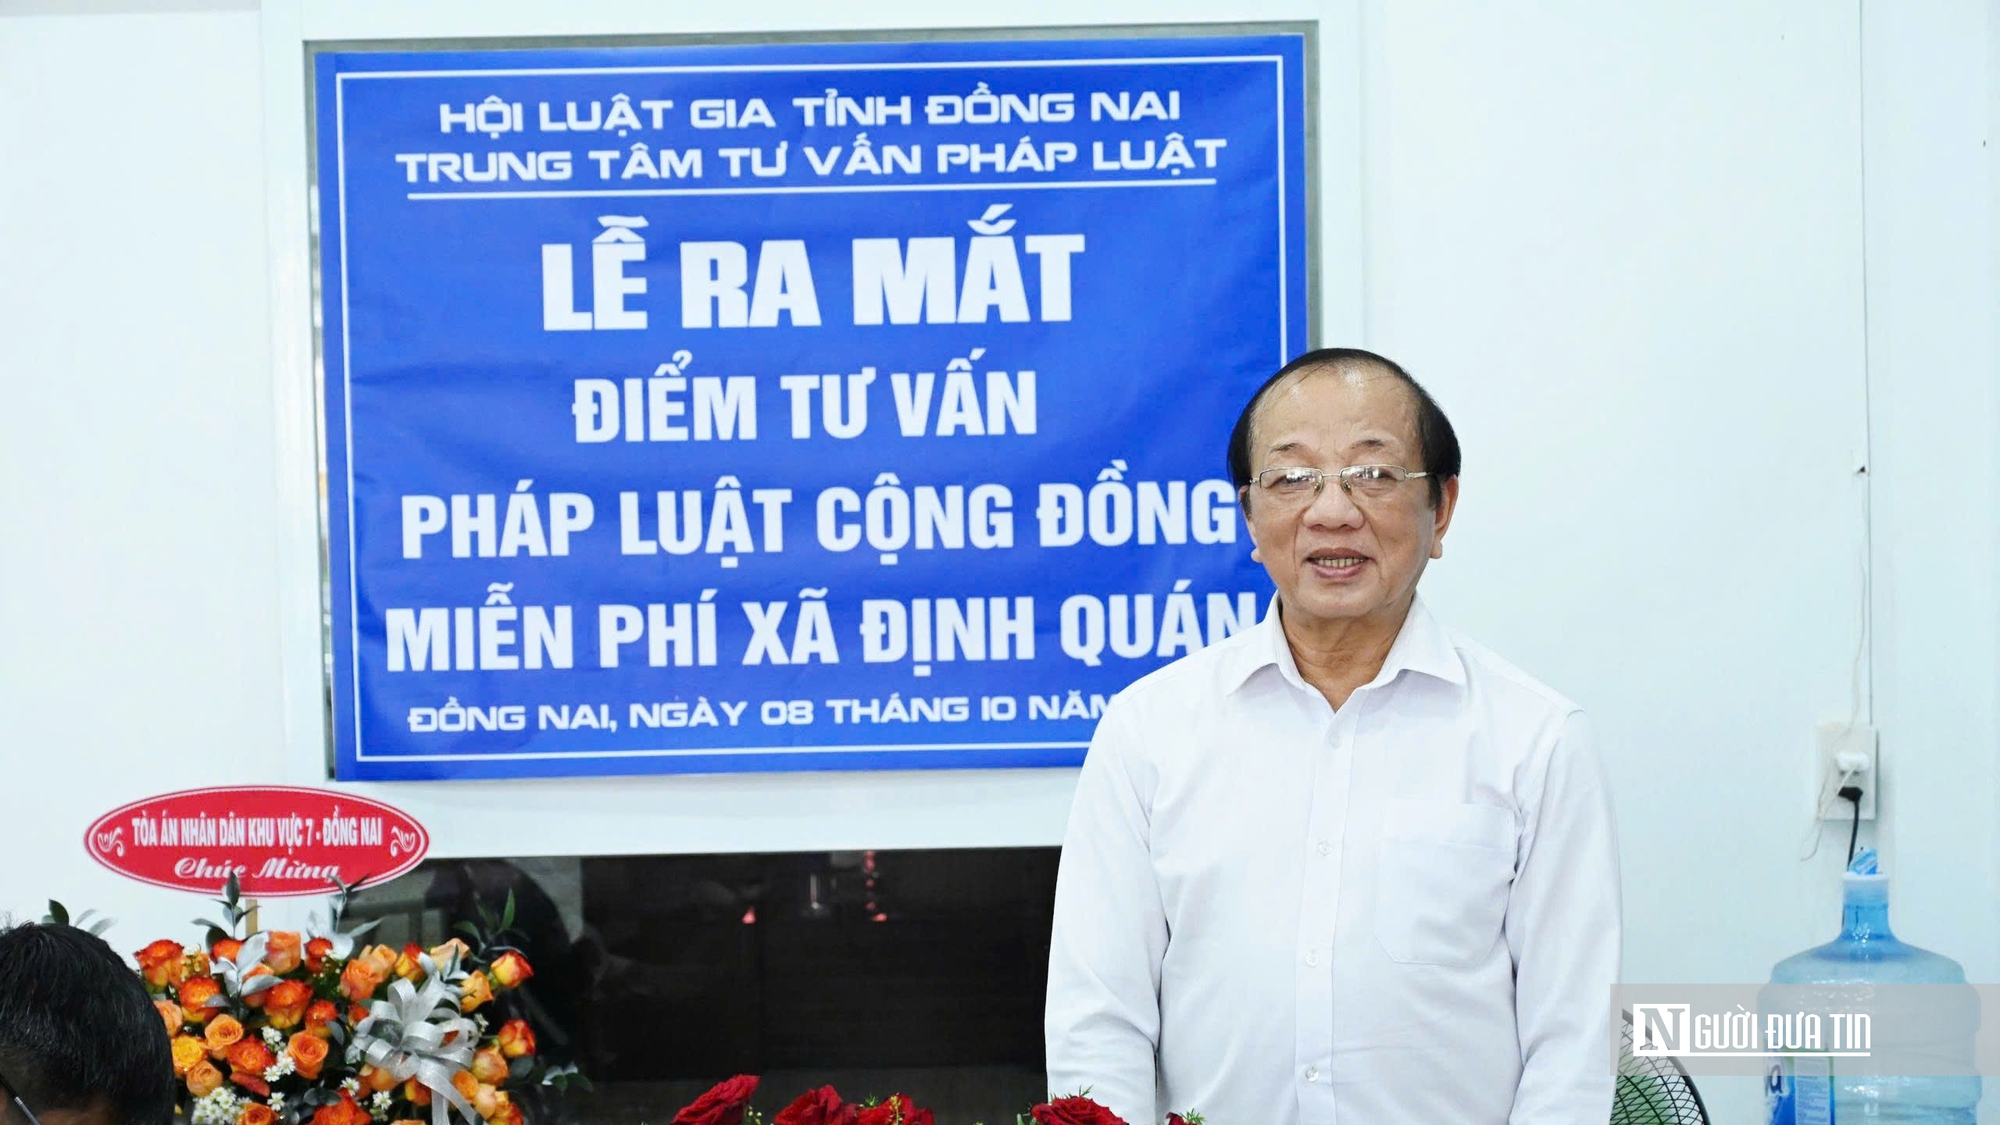 HỘI LUẬT GIA TỈNH ĐỒNG NAI
TRUNG TÂM TƯ VẤN PHÁP LUẬT
LỄ RA MẮT
ĐIỂM TƯ VẤN
PHÁP LUẬT CỘNG ĐỒNG
MIỄN PHÍ XÃ ĐỊNH QUÁN
ĐỒNG NAI, NGÀY 08 THÁNG 10 NĂM
TÒA ÁN NHÂN DÂN KHU VỰC 7 - ĐỒNG NAI
Chúc Mừng
NGƯỜI ĐƯA TIN